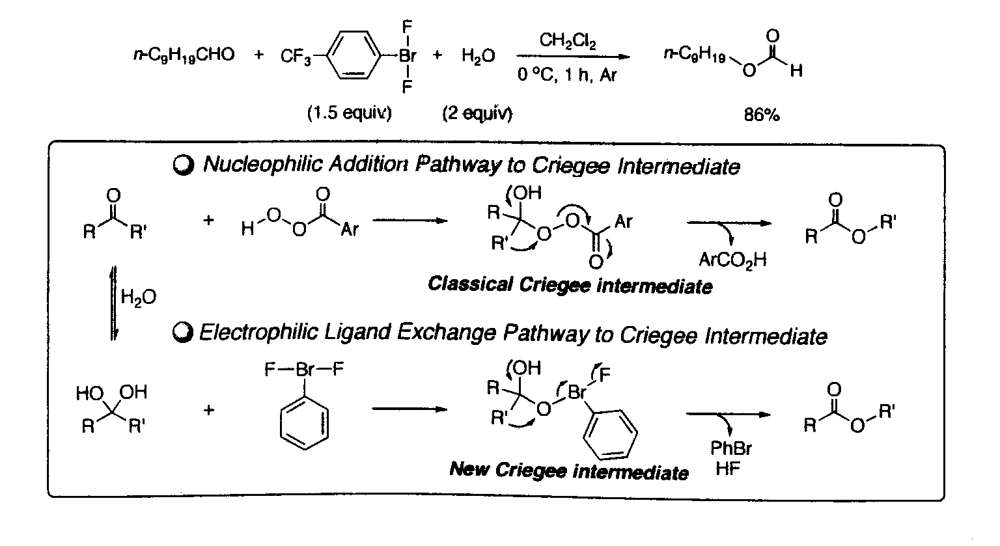 n-C9H19CHO + CF3 Br F F + H2O CH2Cl2 0 ºC, 1 h, Ar n-C9H19 O O H
(1.5 equiv) (2 equiv) 86%
Nucleophilic Addition Pathway to Criegee Intermediate
O R R' + H O O O Ar OH R R' O O Ar O ArCO2H O R O R'
Classical Criegee intermediate
H2O
Electrophilic Ligand Exchange Pathway to Criegee Intermediate
HO OH R R' + F Br F OH R R' O Br F PhBr HF O R O R'
New Criegee intermediate